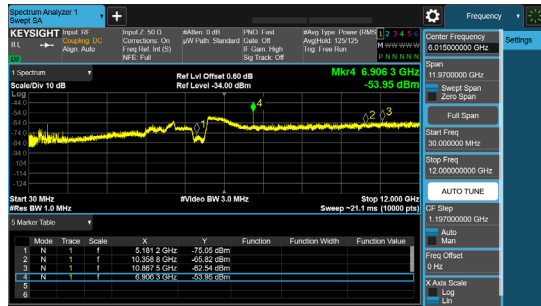 Spectrum Analyzer 1
Swept SA
+
Frequency
KEYSIGHT
Input: RF
Input Z: 50 Ω
#Atten: 0 dB
PNO: Fast
#Avg Type: Power (RMS
1 2 3 4 5 6
RL
Coupling: DC
Corrections: On
µW Path: Standard
Gate: Off
Avg|Hold: 125/125
M W W W W W
Align: Auto
Freq Ref: Int (S)
IF Gain: High
Trig: Free Run
NFE: Full
Sig Track: Off
P N N N N N
1 Spectrum
Ref Lvl Offset 0.60 dB
Mkr4 6.906 3 GHz
Scale/Div 10 dB
Ref Level -34.00 dBm
-53.95 dBm
Log
-44.0
-54.0
-64.0
-74.0
-84.0
-94.0
-104
-114
-124
4
1
2
3
Start 30 MHz
#Video BW 3.0 MHz
Stop 12.000 GHz
#Res BW 1.0 MHz
Sweep ~21.1 ms (10000 pts)
5 Marker Table
Mode Trace Scale X Y Function Function Width Function Value
1 N 1 f 5.181 2 GHz -75.05 dBm
2 N 1 f 10.358 8 GHz -65.82 dBm
3 N 1 f 10.867 5 GHz -62.54 dBm
4 N 1 f 6.906 3 GHz -53.95 dBm
5
6
Center Frequency
6.015000000 GHz
Settings
Span
11.9700000 GHz
Swept Span
Zero Span
Full Span
Start Freq
30.000000 MHz
Stop Freq
12.000000000 GHz
AUTO TUNE
CF Step
1.197000000 GHz
Auto
Man
Freq Offset
0 Hz
X Axis Scale
Log
Lin